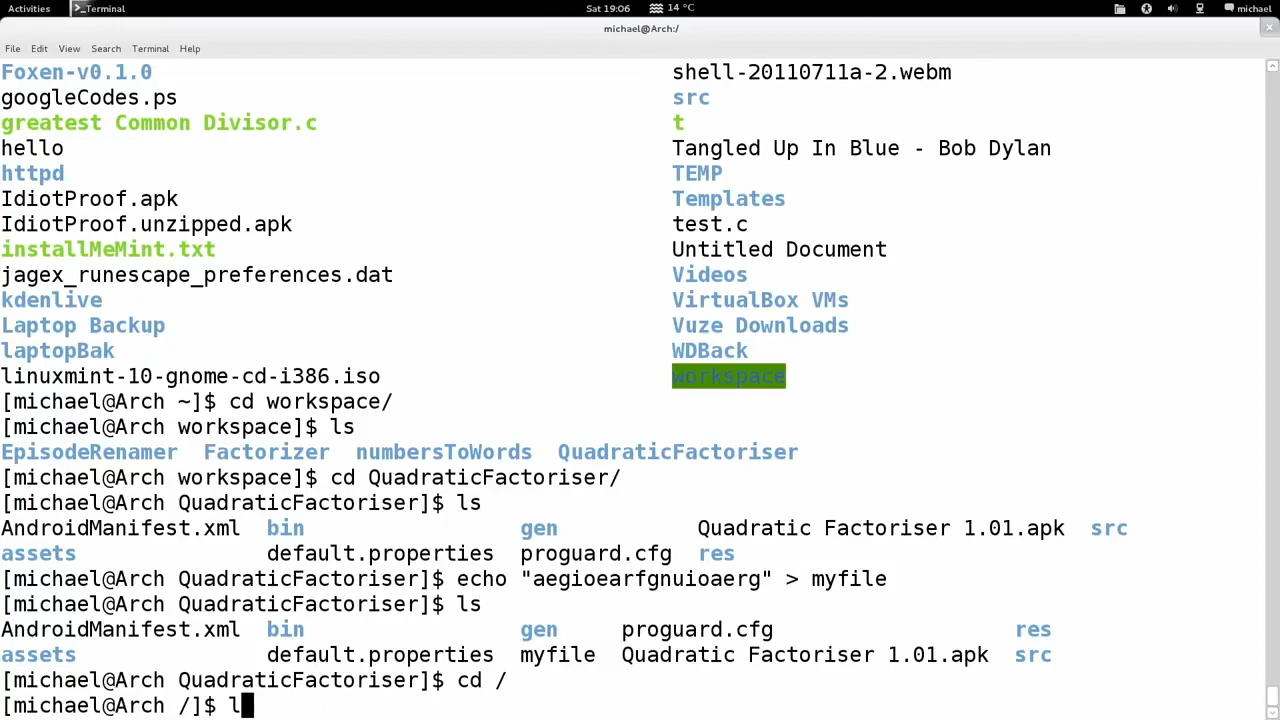 Activities Terminal Sat 19:06 14 °C michael
michael@Arch:/
File Edit View Search Terminal Help
Foxen-v0.1.0 shell-20110711a-2.webm
googleCodes.ps src
greatest Common Divisor.c t
hello Tangled Up In Blue - Bob Dylan
httpd TEMP
IdiotProof.apk Templates
IdiotProof.unzipped.apk test.c
installMeMint.txt Untitled Document
jagex_runescape_preferences.dat Videos
kdenlive VirtualBox VMs
Laptop Backup Vuze Downloads
laptopBak WDBack
linuxmint-10-gnome-cd-i386.iso workspace
[michael@Arch ~]$ cd workspace/
[michael@Arch workspace]$ ls
EpisodeRenamer Factorizer numbersToWords QuadraticFactoriser
[michael@Arch workspace]$ cd QuadraticFactoriser/
[michael@Arch QuadraticFactoriser]$ ls
AndroidManifest.xml bin gen Quadratic Factoriser 1.01.apk src
assets default.properties proguard.cfg res
[michael@Arch QuadraticFactoriser]$ echo "aegioearfgnuioaerg" > myfile
[michael@Arch QuadraticFactoriser]$ ls
AndroidManifest.xml bin gen proguard.cfg res
assets default.properties myfile Quadratic Factoriser 1.01.apk src
[michael@Arch QuadraticFactoriser]$ cd /
[michael@Arch /]$ l